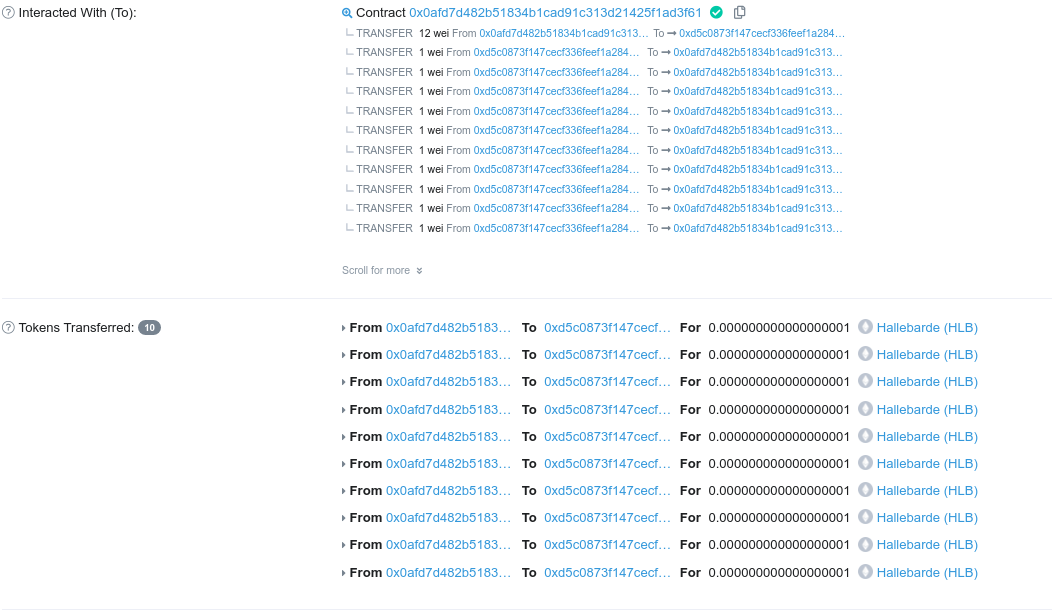 Interacted With (To):
Contract 0x0afd7d482b51834b1cad91c313d21425f1ad3f61
TRANSFER 12 wei From 0x0afd7d482b51834b1cad91c313... To → 0xd5c0873f147cecf336feef1a284...
TRANSFER 1 wei From 0xd5c0873f147cecf336feef1a284... To → 0x0afd7d482b51834b1cad91c313...
TRANSFER 1 wei From 0xd5c0873f147cecf336feef1a284... To → 0x0afd7d482b51834b1cad91c313...
TRANSFER 1 wei From 0xd5c0873f147cecf336feef1a284... To → 0x0afd7d482b51834b1cad91c313...
TRANSFER 1 wei From 0xd5c0873f147cecf336feef1a284... To → 0x0afd7d482b51834b1cad91c313...
TRANSFER 1 wei From 0xd5c0873f147cecf336feef1a284... To → 0x0afd7d482b51834b1cad91c313...
TRANSFER 1 wei From 0xd5c0873f147cecf336feef1a284... To → 0x0afd7d482b51834b1cad91c313...
TRANSFER 1 wei From 0xd5c0873f147cecf336feef1a284... To → 0x0afd7d482b51834b1cad91c313...
TRANSFER 1 wei From 0xd5c0873f147cecf336feef1a284... To → 0x0afd7d482b51834b1cad91c313...
TRANSFER 1 wei From 0xd5c0873f147cecf336feef1a284... To → 0x0afd7d482b51834b1cad91c313...
TRANSFER 1 wei From 0xd5c0873f147cecf336feef1a284... To → 0x0afd7d482b51834b1cad91c313...
Scroll for more
Tokens Transferred: 10
From 0x0afd7d482b5183... To 0xd5c0873f147cecf... For 0.000000000000000001 Hallebarde (HLB)
From 0x0afd7d482b5183... To 0xd5c0873f147cecf... For 0.000000000000000001 Hallebarde (HLB)
From 0x0afd7d482b5183... To 0xd5c0873f147cecf... For 0.000000000000000001 Hallebarde (HLB)
From 0x0afd7d482b5183... To 0xd5c0873f147cecf... For 0.000000000000000001 Hallebarde (HLB)
From 0x0afd7d482b5183... To 0xd5c0873f147cecf... For 0.000000000000000001 Hallebarde (HLB)
From 0x0afd7d482b5183... To 0xd5c0873f147cecf... For 0.000000000000000001 Hallebarde (HLB)
From 0x0afd7d482b5183... To 0xd5c0873f147cecf... For 0.000000000000000001 Hallebarde (HLB)
From 0x0afd7d482b5183... To 0xd5c0873f147cecf... For 0.000000000000000001 Hallebarde (HLB)
From 0x0afd7d482b5183... To 0xd5c0873f147cecf... For 0.000000000000000001 Hallebarde (HLB)
From 0x0afd7d482b5183... To 0xd5c0873f147cecf... For 0.000000000000000001 Hallebarde (HLB)